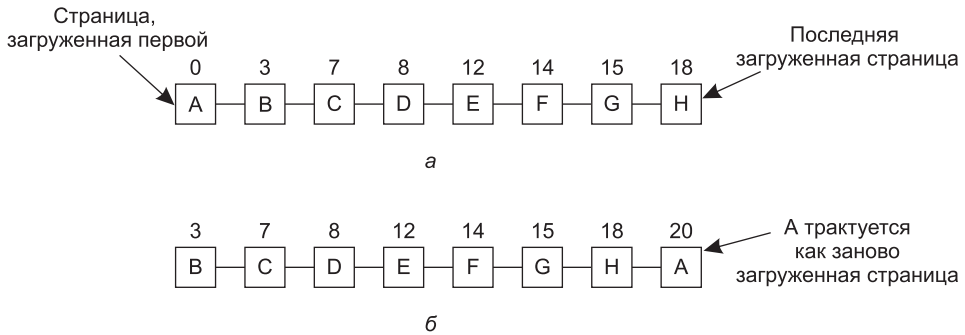 Страница,
загруженная первой
Последняя
загруженная страница
0 3 7 8 12 14 15 18
A B C D E F G H
а
3 7 8 12 14 15 18 20
B C D E F G H A
А трактуется
как заново
загруженная страница
б